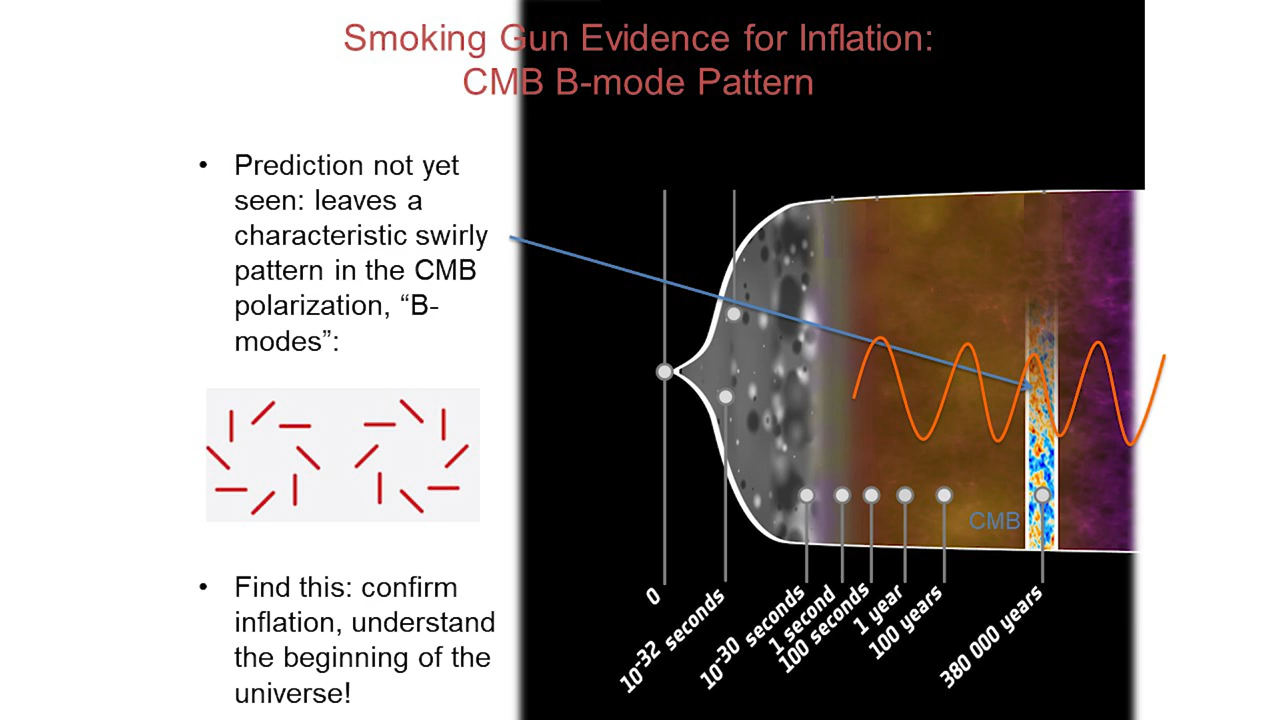 Smoking Gun Evidence for Inflation:
CMB B-mode Pattern
• Prediction not yet
seen: leaves a
characteristic swirly
pattern in the CMB
polarization, “B-
modes”:
• Find this: confirm
inflation, understand
the beginning of the
universe!
CMB
0
10-32 seconds
10-30 seconds
1 second
100 seconds
1 year
100 years
380 000 years